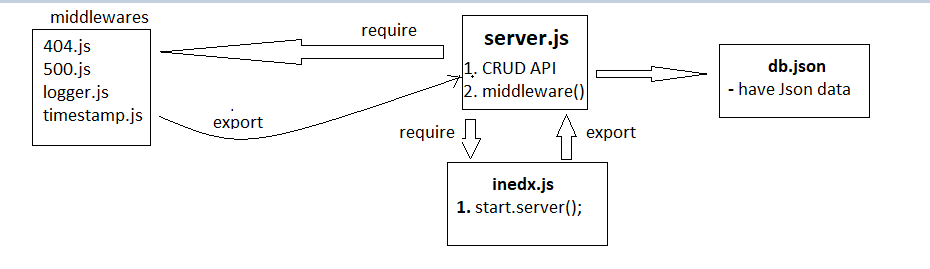 middlewares
404.js
500.js
logger.js
timestamp.js
require
export
server.js
1. CRUD API
2. middleware()
db.json
- have Json data
require
export
inedx.js
1. start.server();